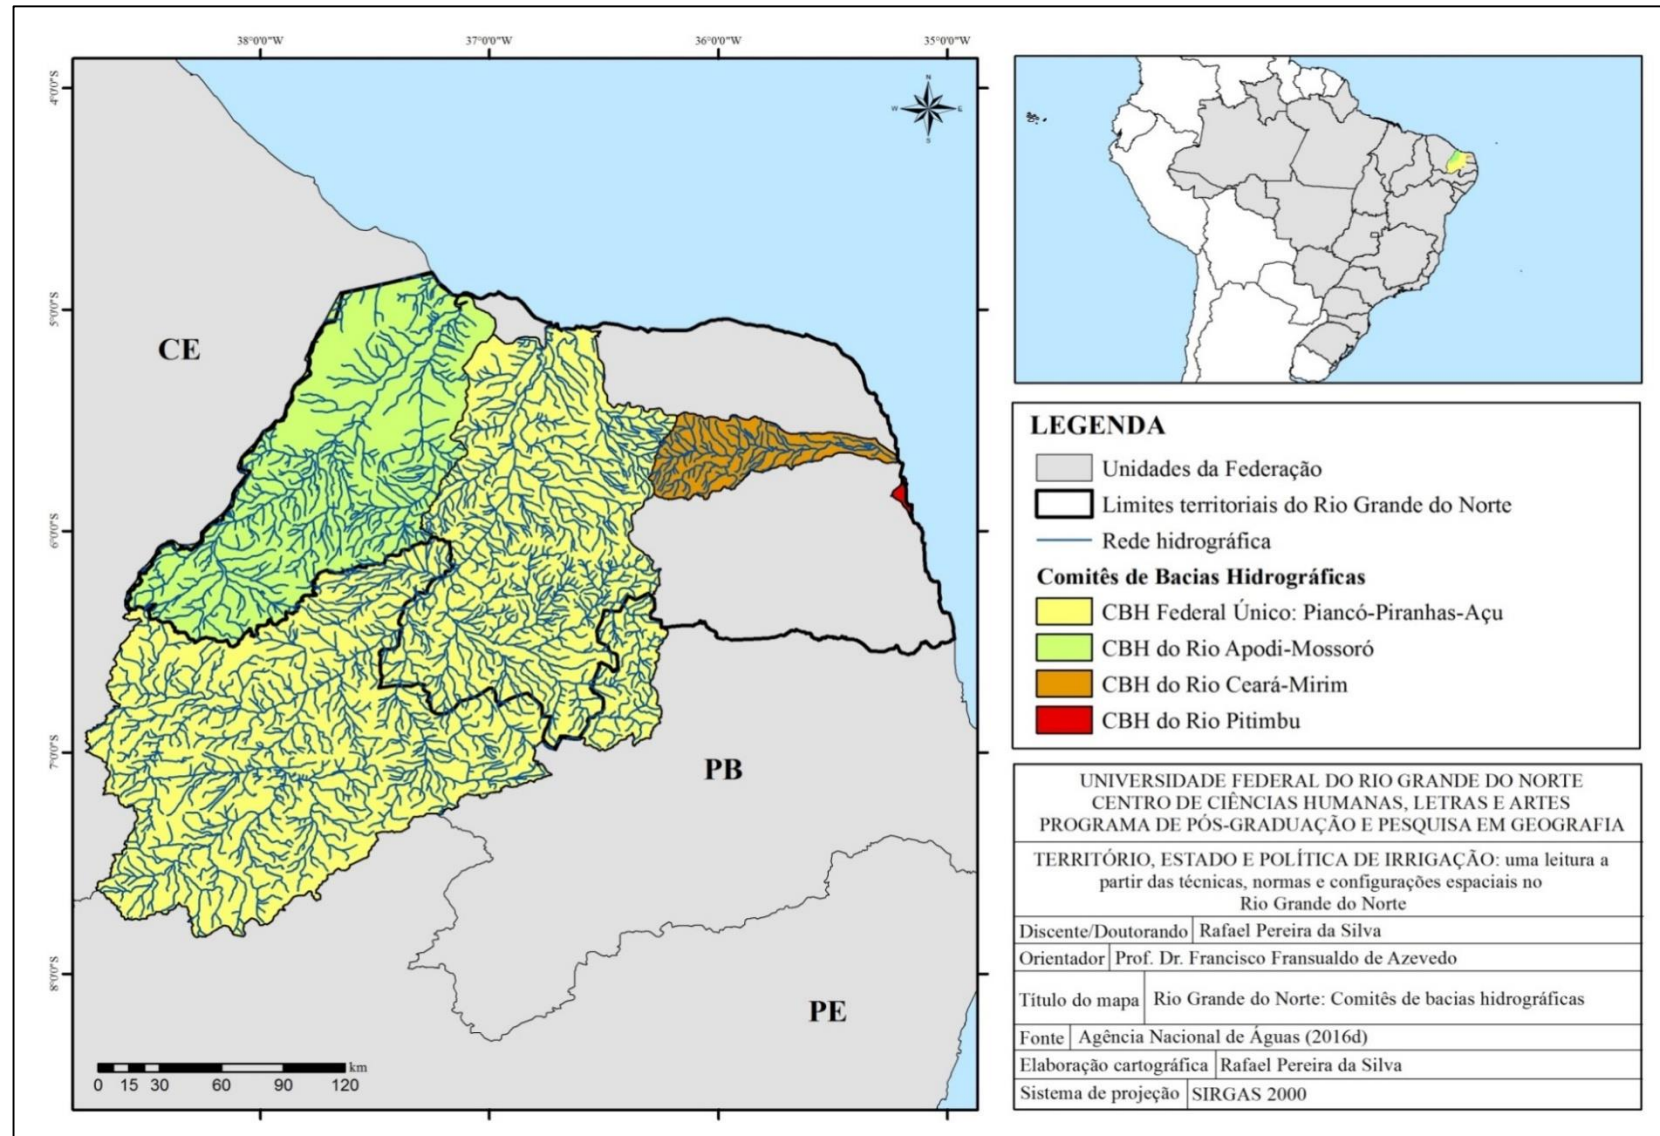 38°0'0"W
37°0'0"W
36°0'0"W
35°0'0"W
4°0'0"S
5°0'0"S
6°0'0"S
7°0'0"S
8°0'0"S
N
W
E
S
CE
PB
PE
km
0 15 30 60 90 120
LEGENDA
Unidades da Federação
Limites territoriais do Rio Grande do Norte
Rede hidrográfica
Comitês de Bacias Hidrográficas
CBH Federal Único: Piancó-Piranhas-Açu
CBH do Rio Apodi-Mossoró
CBH do Rio Ceará-Mirim
CBH do Rio Pitimbu
UNIVERSIDADE FEDERAL DO RIO GRANDE DO NORTE
CENTRO DE CIÊNCIAS HUMANAS, LETRAS E ARTES
PROGRAMA DE PÓS-GRADUAÇÃO E PESQUISA EM GEOGRAFIA
TERRITÓRIO, ESTADO E POLÍTICA DE IRRIGAÇÃO: uma leitura a
partir das técnicas, normas e configurações espaciais no
Rio Grande do Norte
Discente/Doutorando Rafael Pereira da Silva
Orientador Prof. Dr. Francisco Fransualdo de Azevedo
Título do mapa Rio Grande do Norte: Comitês de bacias hidrográficas
Fonte Agência Nacional de Águas (2016d)
Elaboração cartográfica Rafael Pereira da Silva
Sistema de projeção SIRGAS 2000